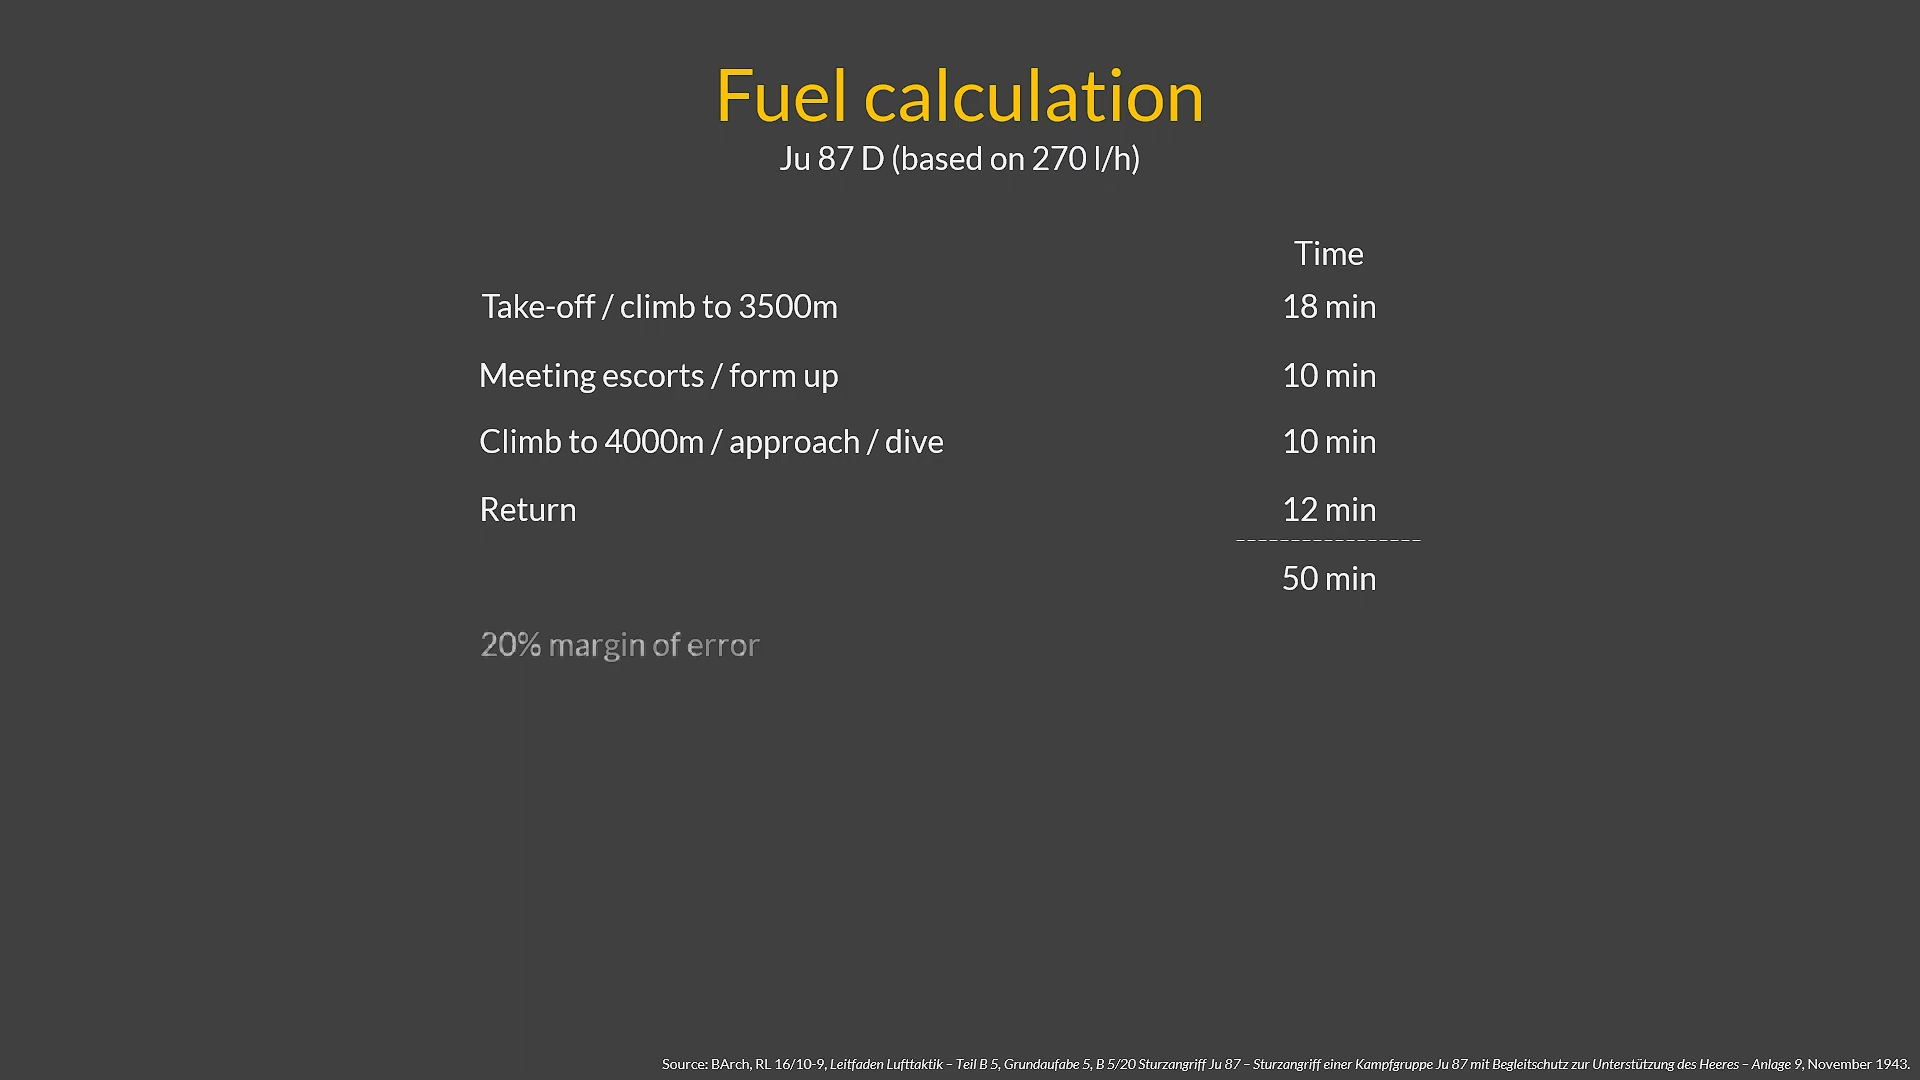 Fuel calculation
Ju 87 D (based on 270 l/h)
Time
Take-off / climb to 3500m 18 min
Meeting escorts / form up 10 min
Climb to 4000m / approach / dive 10 min
Return 12 min
-----------------
50 min
20% margin of error
Source: BArch, RL 16/10-9, Leitfaden Lufttaktik – Teil B 5, Grundaufabe 5, B 5/20 Sturzangriff Ju 87 – Sturzangriff einer Kampfgruppe Ju 87 mit Begleitschutz zur Unterstützung des Heeres – Anlage 9, November 1943.